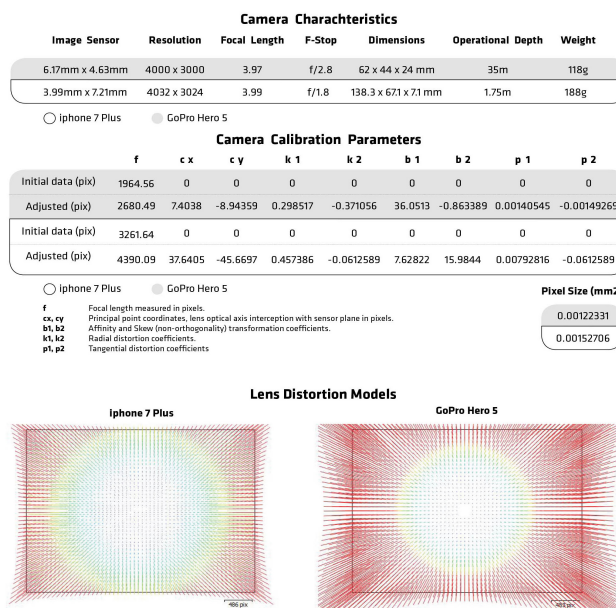 Camera Charachteristics
Image Sensor Resolution Focal Length F-Stop Dimensions Operational Depth Weight
6.17mm x 4.63mm 4000 x 3000 3.97 f/2.8 62 x 44 x 24 mm 35m 118g
3.99mm x 7.21mm 4032 x 3024 3.99 f/1.8 138.3 x 67.1 x 7.1 mm 1.75m 188g
iphone 7 Plus GoPro Hero 5
Camera Calibration Parameters
f c x c y k 1 k 2 b 1 b 2 p 1 p 2
Initial data (pix) 1964.56 0 0 0 0 0 0 0 0
Adjusted (pix) 2680.49 7.4038 -8.94359 0.298517 -0.371056 36.0513 -0.863389 0.00140545 -0.00149269
Initial data (pix) 3261.64 0 0 0 0 0 0 0 0
Adjusted (pix) 4390.09 37.6405 -45.6697 0.457386 -0.0612589 7.62822 15.9844 0.00792816 -0.0612589
iphone 7 Plus GoPro Hero 5
Pixel Size (mm2
f Focal length measured in pixels.
cx, cy Principal point coordinates, lens optical axis interception with sensor plane in pixels.
b1, b2 Affinity and Skew (non-orthogonality) transformation coefficients.
k1, k2 Radial distortion coefficients.
p1, p2 Tangential distortion coefficients
0.00122331
0.00152706
Lens Distortion Models
iphone 7 Plus GoPro Hero 5
486 pix